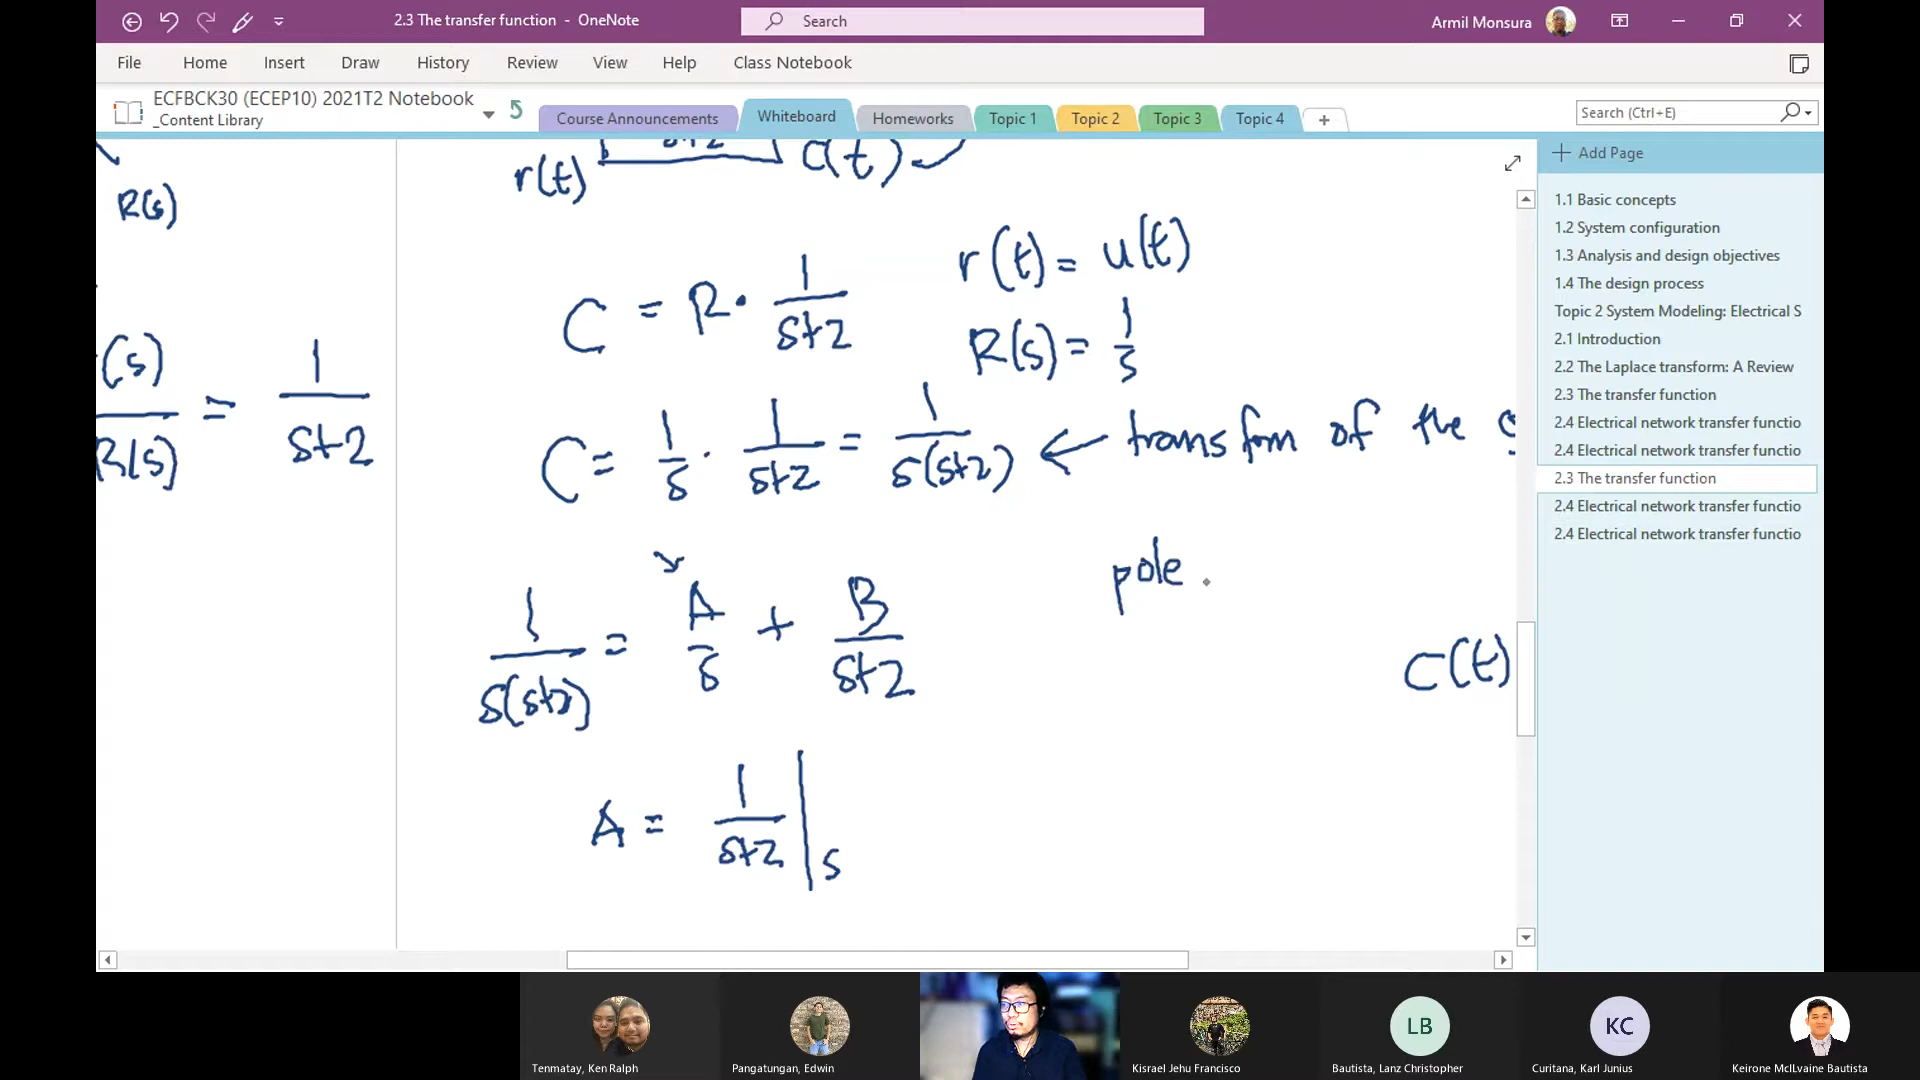 2.3 The transfer function - OneNote
Search
Armil Monsura
File Home Insert Draw History Review View Help Class Notebook
ECFBCK30 (ECEP10) 2021T2 Notebook
_Content Library
Course Announcements Whiteboard Homeworks Topic 1 Topic 2 Topic 3 Topic 4 +
Search (Ctrl+E)
Add Page
1.1 Basic concepts
1.2 System configuration
1.3 Analysis and design objectives
1.4 The design process
Topic 2 System Modeling: Electrical S
2.1 Introduction
2.2 The Laplace transform: A Review
2.3 The transfer function
2.4 Electrical network transfer functio
2.4 Electrical network transfer functio
2.3 The transfer function
2.4 Electrical network transfer functio
2.4 Electrical network transfer functio
R(s)
(s)/R(s) = 1/(s+2)
s+2
r(t) c(t)
C = R · 1/(s+2)
r(t) = u(t)
R(s) = 1/s
C = 1/s · 1/(s+2) = 1/(s(s+2)) ← transfm of the
1/(s(s+2)) = A/s + B/(s+2)
pole
C(t)
A = 1/(s+2) | s
Tenmatay, Ken Ralph
Pangatungan, Edwin
Kisrael Jehu Francisco
LB
Bautista, Lanz Christopher
KC
Curitana, Karl Junius
Keirone McIlvaine Bautista